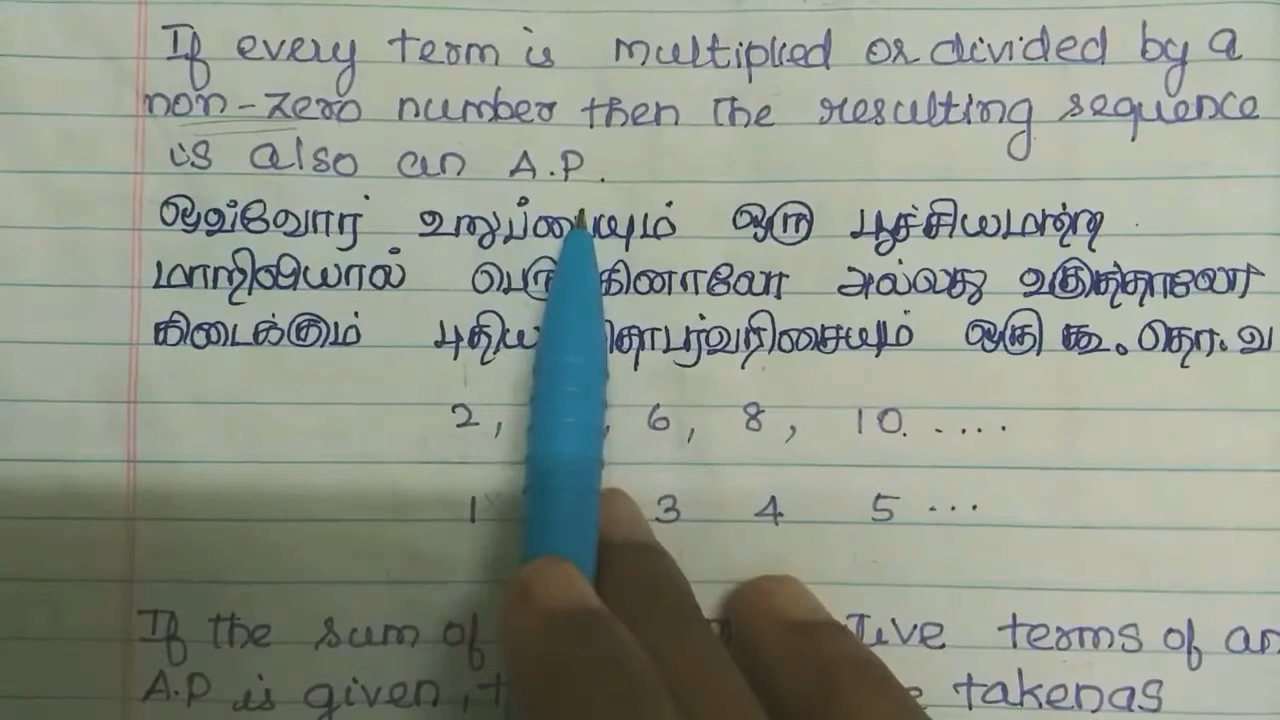 If every term is multiplied or divided by a
non-zero number then the resulting sequence
is also an A.P.
ஒவ்வோர் உறுப்பையும் ஒரு பூச்சியமற்ற
மாறிலியால் பெருக்கினாலோ அல்லது வகுத்தாலோ
கிடைக்கும் புதிய தொடர்வரிசையும் ஒரு கூ.தொ.வ
2, 6, 8, 10.....
1 3 4 5 ...
If the sum of terms of an
A.P is given, takenas